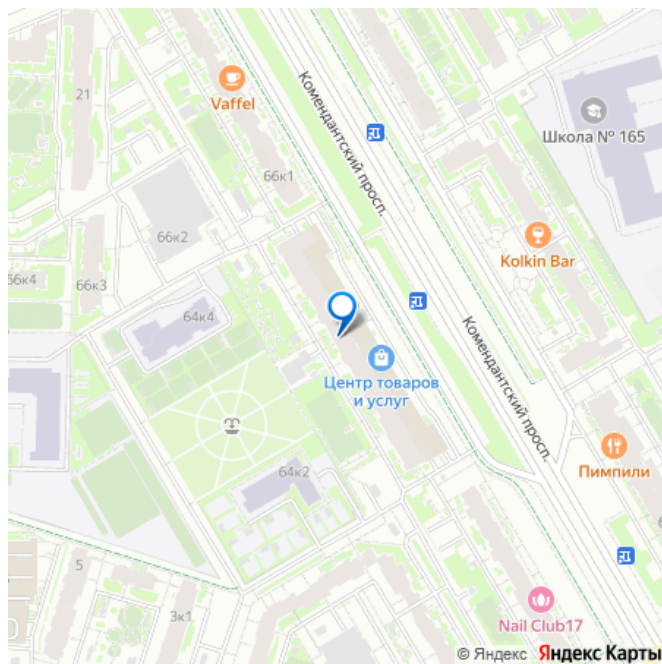 21
Vaffel
Комендантский просп.
Школа № 165
66к1
66к2
Kolkin Bar
66к4
66к3
64к4
Комендантский просп.
Центр товаров
и услуг
64к2
Пимпили
5
3к1
Nail Club17
© Яндекс Яндекс Карты